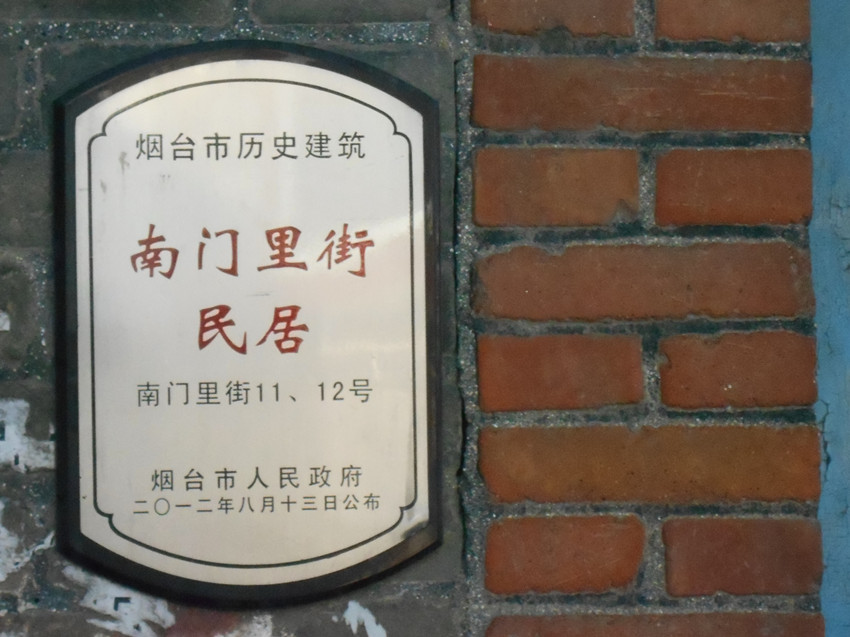 烟台市历史建筑
南门里街
民居
南门里街11、12号
烟台市人民政府
二〇一二年八月十三日公布